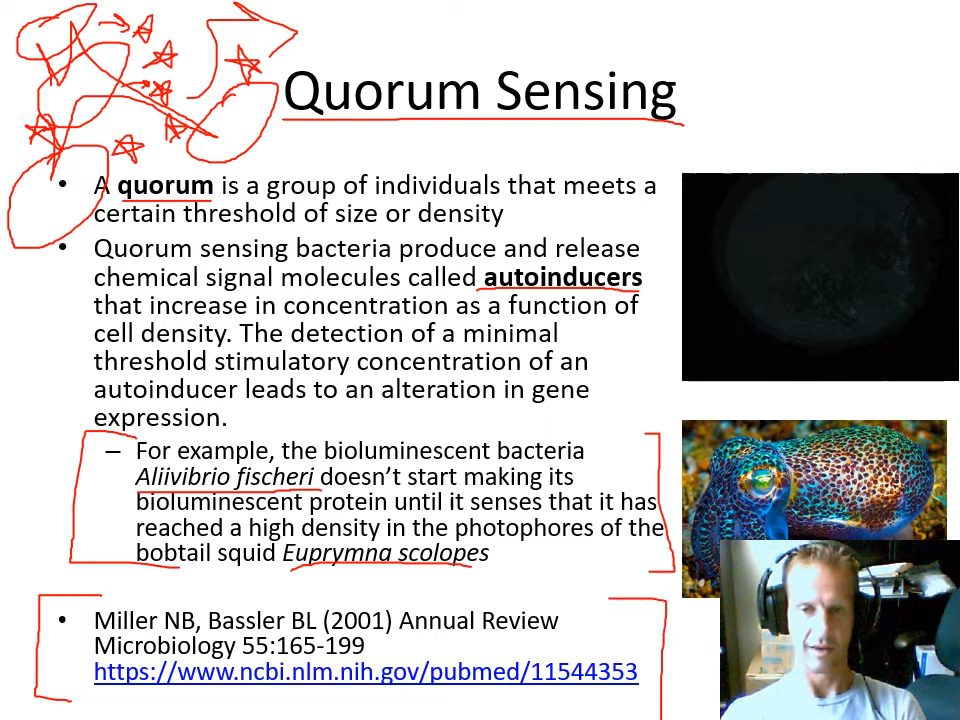 Quorum Sensing
• A quorum is a group of individuals that meets a
certain threshold of size or density
• Quorum sensing bacteria produce and release
chemical signal molecules called autoinducers
that increase in concentration as a function of
cell density. The detection of a minimal
threshold stimulatory concentration of an
autoinducer leads to an alteration in gene
expression.
– For example, the bioluminescent bacteria
Aliivibrio fischeri doesn’t start making its
bioluminescent protein until it senses that it has
reached a high density in the photophores of the
bobtail squid Euprymna scolopes
• Miller NB, Bassler BL (2001) Annual Review
Microbiology 55:165-199
https://www.ncbi.nlm.nih.gov/pubmed/11544353